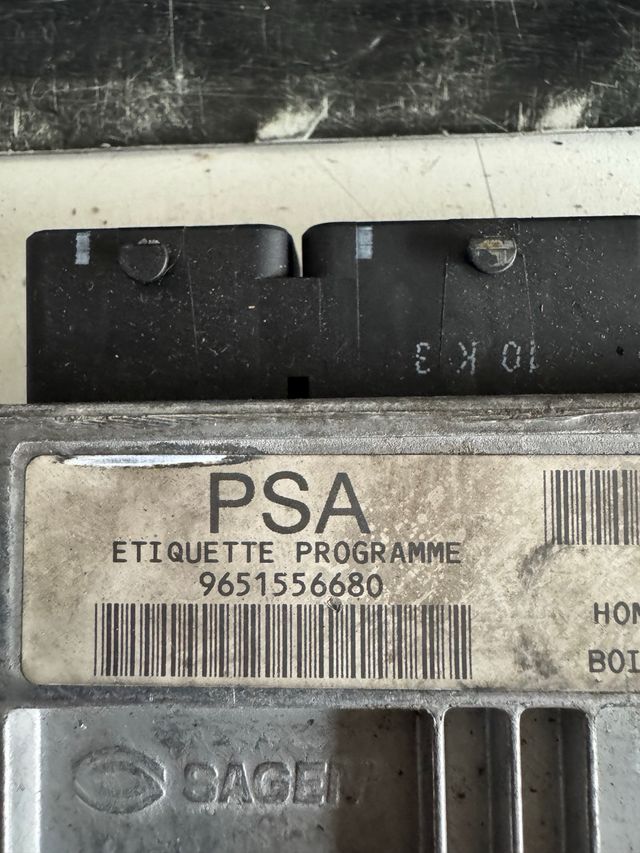 10 K 3
PSA
ETIQUETTE PROGRAMME
9651556680
HOM
BOI
SAGEM